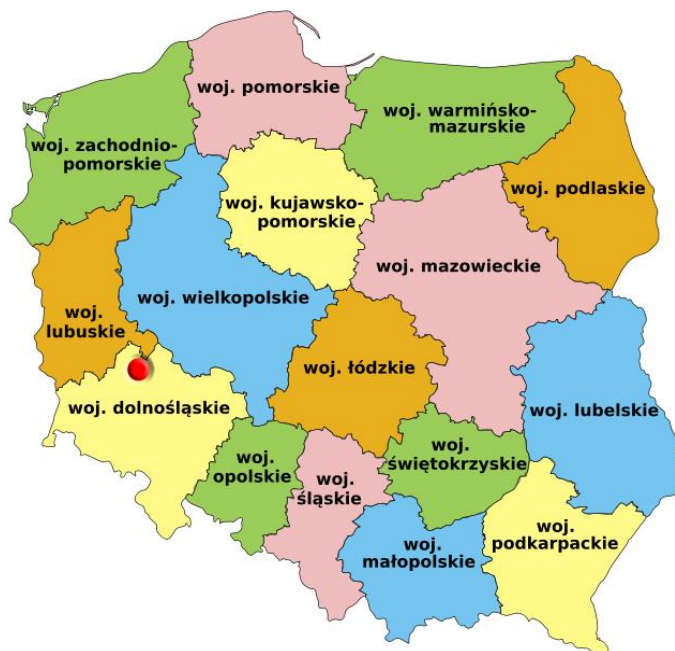 woj. pomorskie
woj. warmińsko-
mazurskie
woj. zachodnio-
pomorskie
woj. podlaskie
woj. kujawsko-
pomorskie
woj. mazowieckie
woj. wielkopolskie
woj.
lubuskie
woj. łódzkie
woj. dolnośląskie
woj. lubelskie
woj.
opolskie
woj.
śląskie
woj.
świętokrzyskie
woj.
podkarpackie
woj.
małopolskie